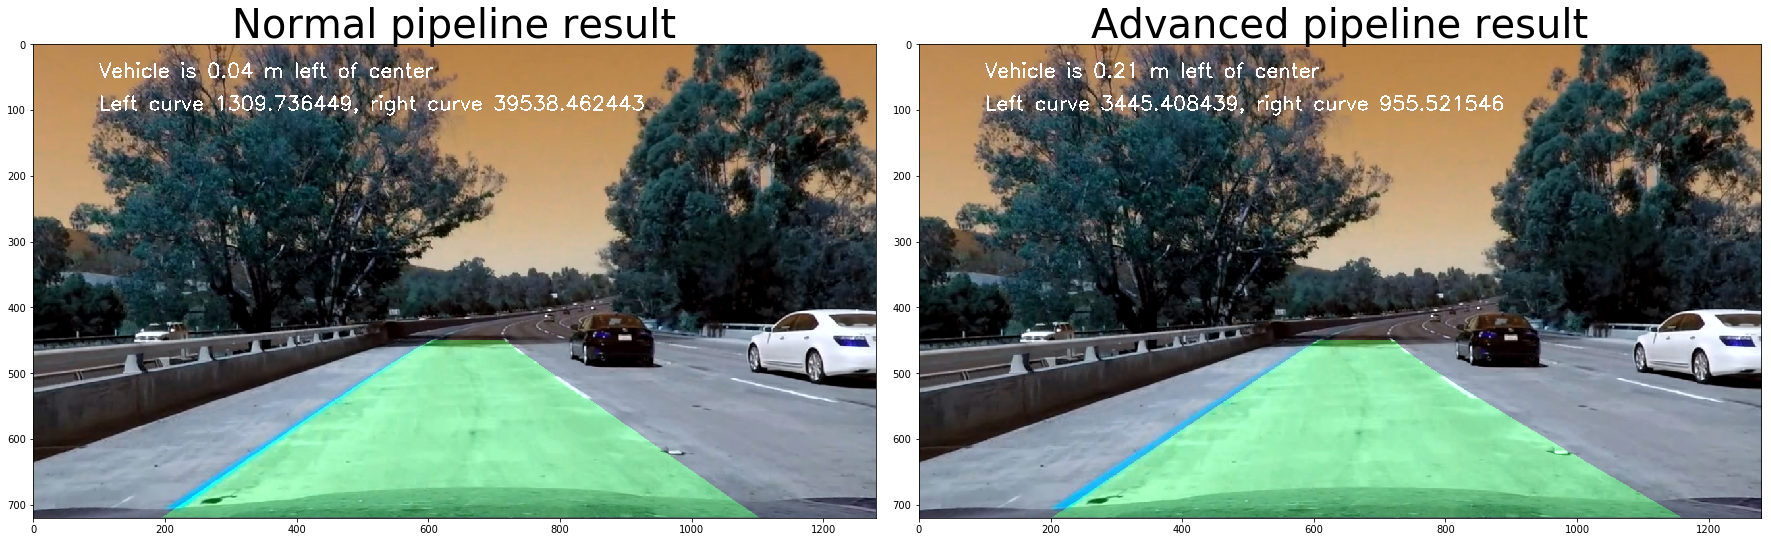 Normal pipeline result
Vehicle is 0.04 m left of center
Left curve 1309.736449, right curve 39538.462443
0
100
200
300
400
500
600
700
0 200 400 600 800 1000 1200
Advanced pipeline result
Vehicle is 0.21 m left of center
Left curve 3445.408439, right curve 955.521546
0
100
200
300
400
500
600
700
0 200 400 600 800 1000 1200